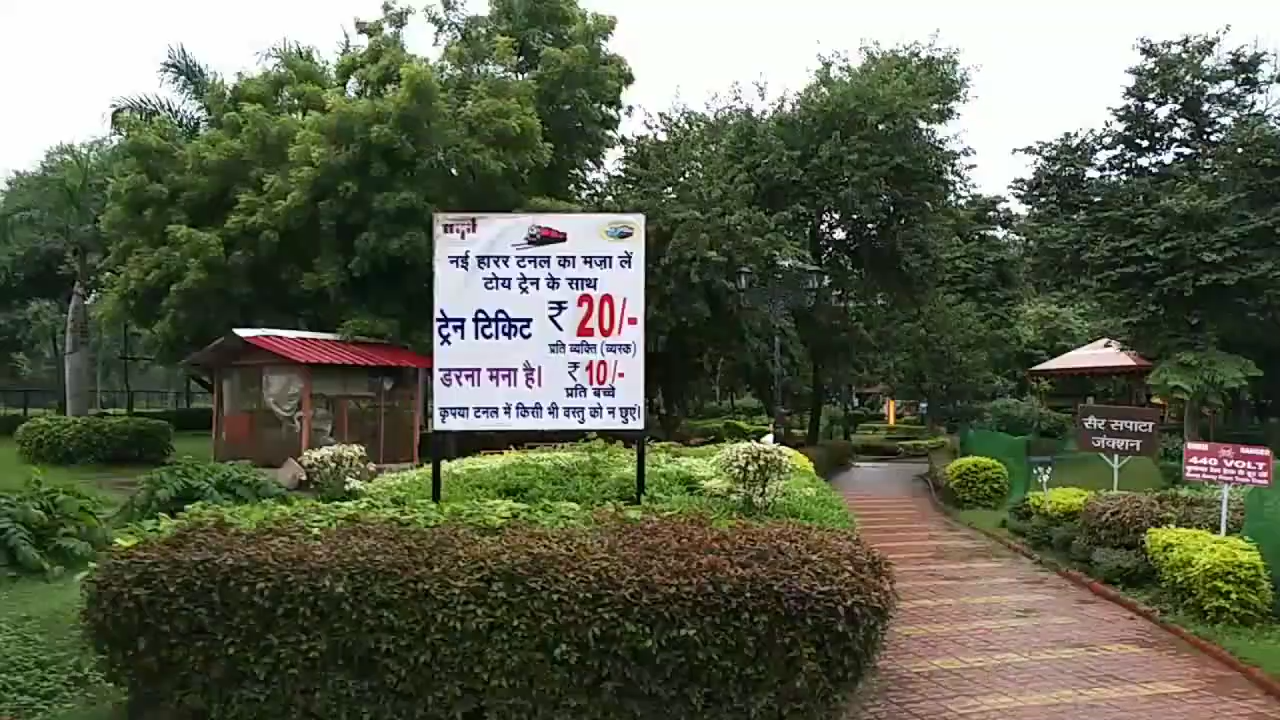 नई हारर टनल का मज़ा लें
टोय ट्रेन के साथ
ट्रेन टिकिट ₹ 20/-
प्रति व्यक्ति (व्यस्क)
डरना मना है। ₹ 10/-
प्रति बच्चे
कृपया टनल में किसी भी वस्तु को न छुएं।
सैर सपाटा
जंक्शन
DANGER
440 VOLT